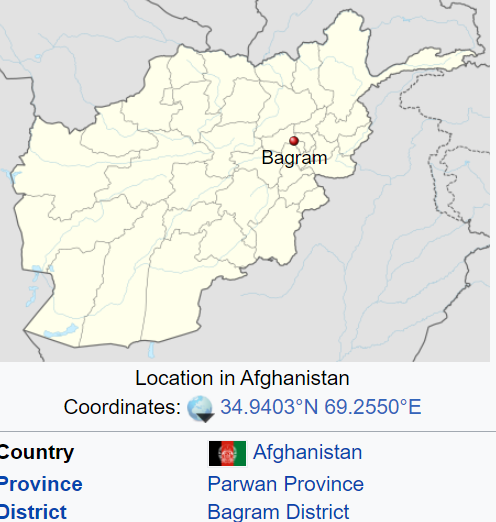 Bagram
Location in Afghanistan
Coordinates: 34.9403°N 69.2550°E
Country Afghanistan
Province Parwan Province
District Bagram District